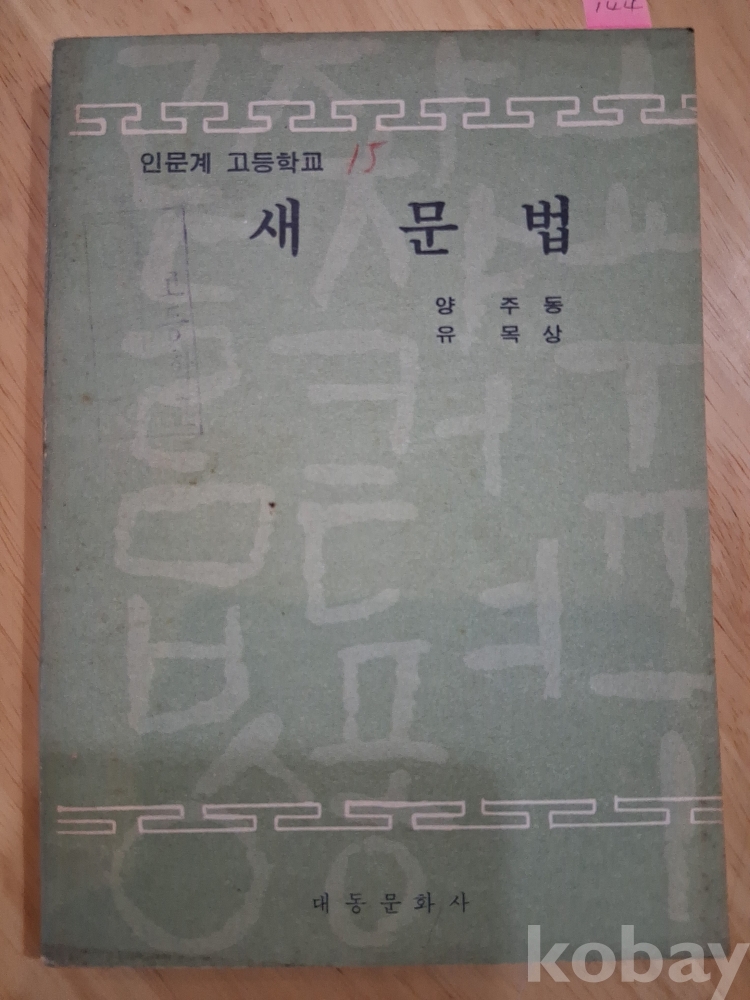 144
인문계 고등학교 15
새 문 법
양 주 동
유 목 상
대동문화사
kobay